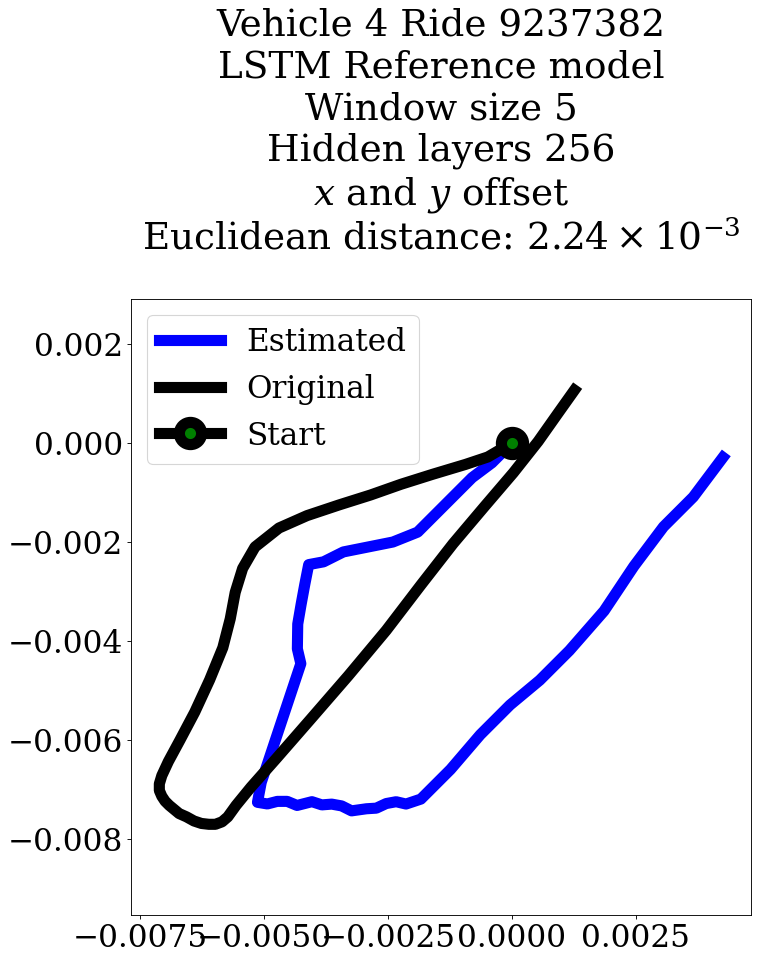 Vehicle 4 Ride 9237382
LSTM Reference model
Window size 5
Hidden layers 256
x and y offset
Euclidean distance: 2.24 × 10⁻³
Estimated
Original
Start
0.002
0.000
−0.002
−0.004
−0.006
−0.008
−0.0075 −0.0050 −0.0025 0.0000 0.0025